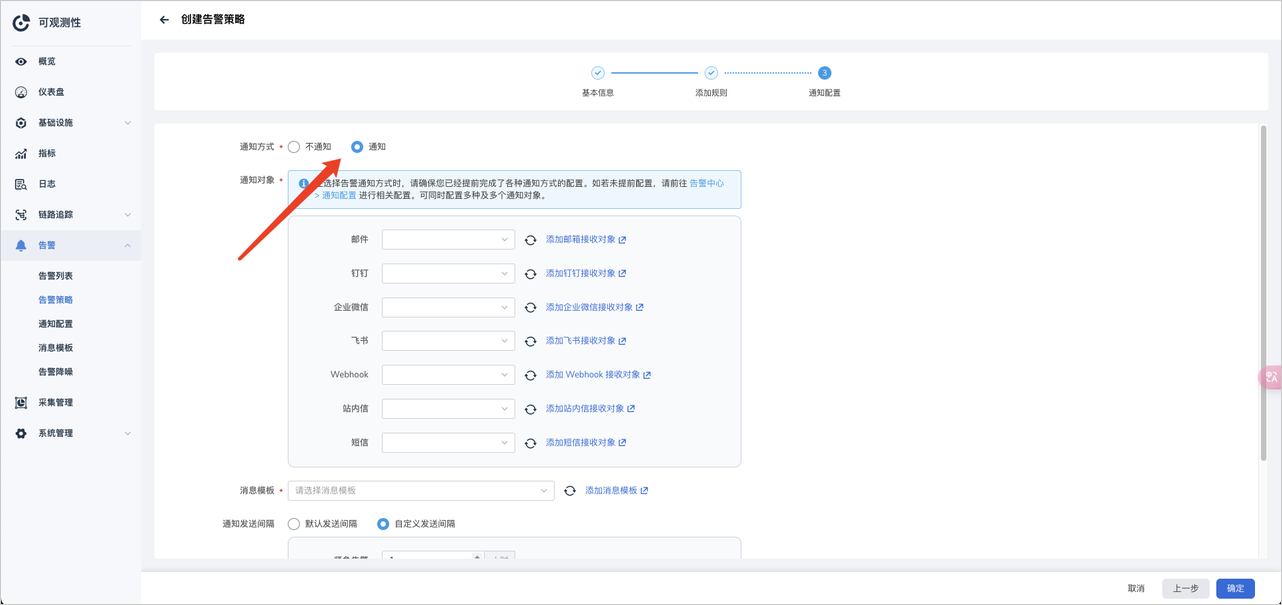 可观测性
创建告警策略
概览
仪表盘
基础设施
指标
日志
链路追踪
告警
告警列表
告警策略
通知配置
消息模板
告警降噪
采集管理
系统管理
3
基本信息
添加规则
通知配置
通知方式 * 不通知 通知
通知对象 *
选择告警通知方式时，请确保您已经提前完成了各种通知方式的配置。如若未提前配置，请前往 告警中心
> 通知配置 进行相关配置。可同时配置多种及多个通知对象。
邮件 添加邮箱接收对象
钉钉 添加钉钉接收对象
企业微信 添加企业微信接收对象
飞书 添加飞书接收对象
Webhook 添加 Webhook 接收对象
站内信 添加站内信接收对象
短信 添加短信接收对象
消息模板 * 请选择消息模板 添加消息模板
通知发送间隔 默认发送间隔 自定义发送间隔
取消 上一步 确定